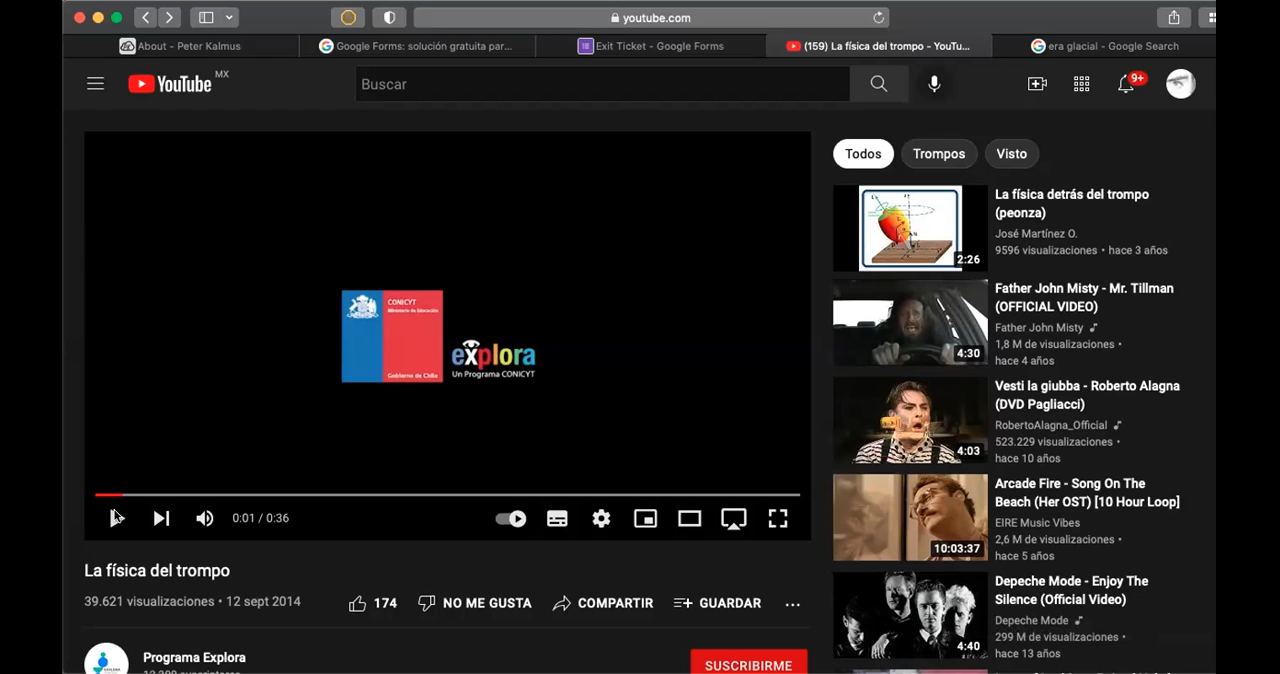 youtube.com
About - Peter Kalmus
Google Forms: solución gratuita par...
Exit Ticket - Google Forms
(159) La física del trompo - YouTu...
era glacial - Google Search
YouTube MX
Buscar
9+
CONICYT
Ministerio de Educación
Gobierno de Chile
explora
Un Programa CONICYT
0:01 / 0:36
La física del trompo
39.621 visualizaciones • 12 sept 2014
174
NO ME GUSTA
COMPARTIR
GUARDAR
Programa Explora
SUSCRIBIRME
Todos
Trompos
Visto
2:26
La física detrás del trompo
(peonza)
José Martínez O.
9596 visualizaciones • hace 3 años
4:30
Father John Misty - Mr. Tillman
(OFFICIAL VIDEO)
Father John Misty
1,8 M de visualizaciones •
hace 4 años
4:03
Vesti la giubba - Roberto Alagna
(DVD Pagliacci)
RobertoAlagna_Official
523.229 visualizaciones •
hace 10 años
10:03:37
Arcade Fire - Song On The
Beach (Her OST) [10 Hour Loop]
EIRE Music Vibes
2,6 M de visualizaciones •
hace 5 años
4:40
Depeche Mode - Enjoy The
Silence (Official Video)
Depeche Mode
299 M de visualizaciones •
hace 13 años